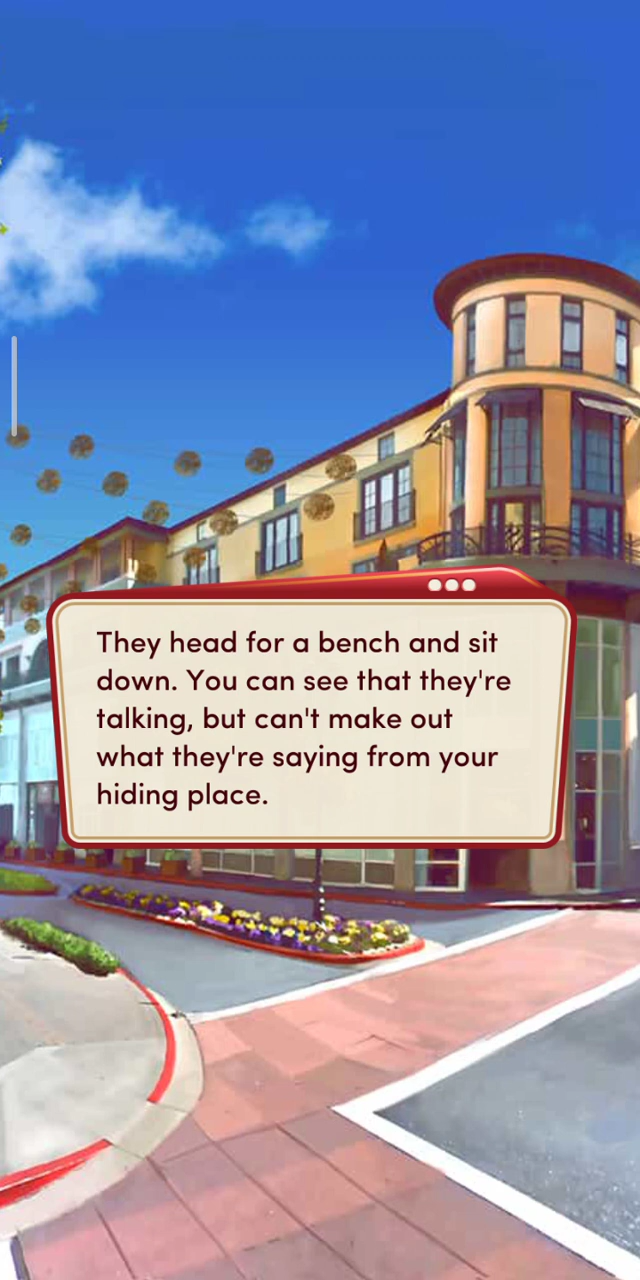 They head for a bench and sit
down. You can see that they're
talking, but can't make out
what they're saying from your
hiding place.